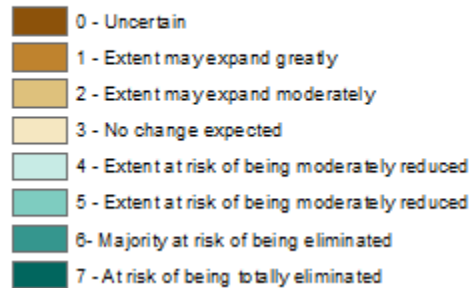 0 - Uncertain
1 - Extent may expand greatly
2 - Extent may expand moderately
3 - No change expected
4 - Extent at risk of being moderately reduced
5 - Extent at risk of being moderately reduced
6- Majority at risk of being eliminated
7 - At risk of being totally eliminated